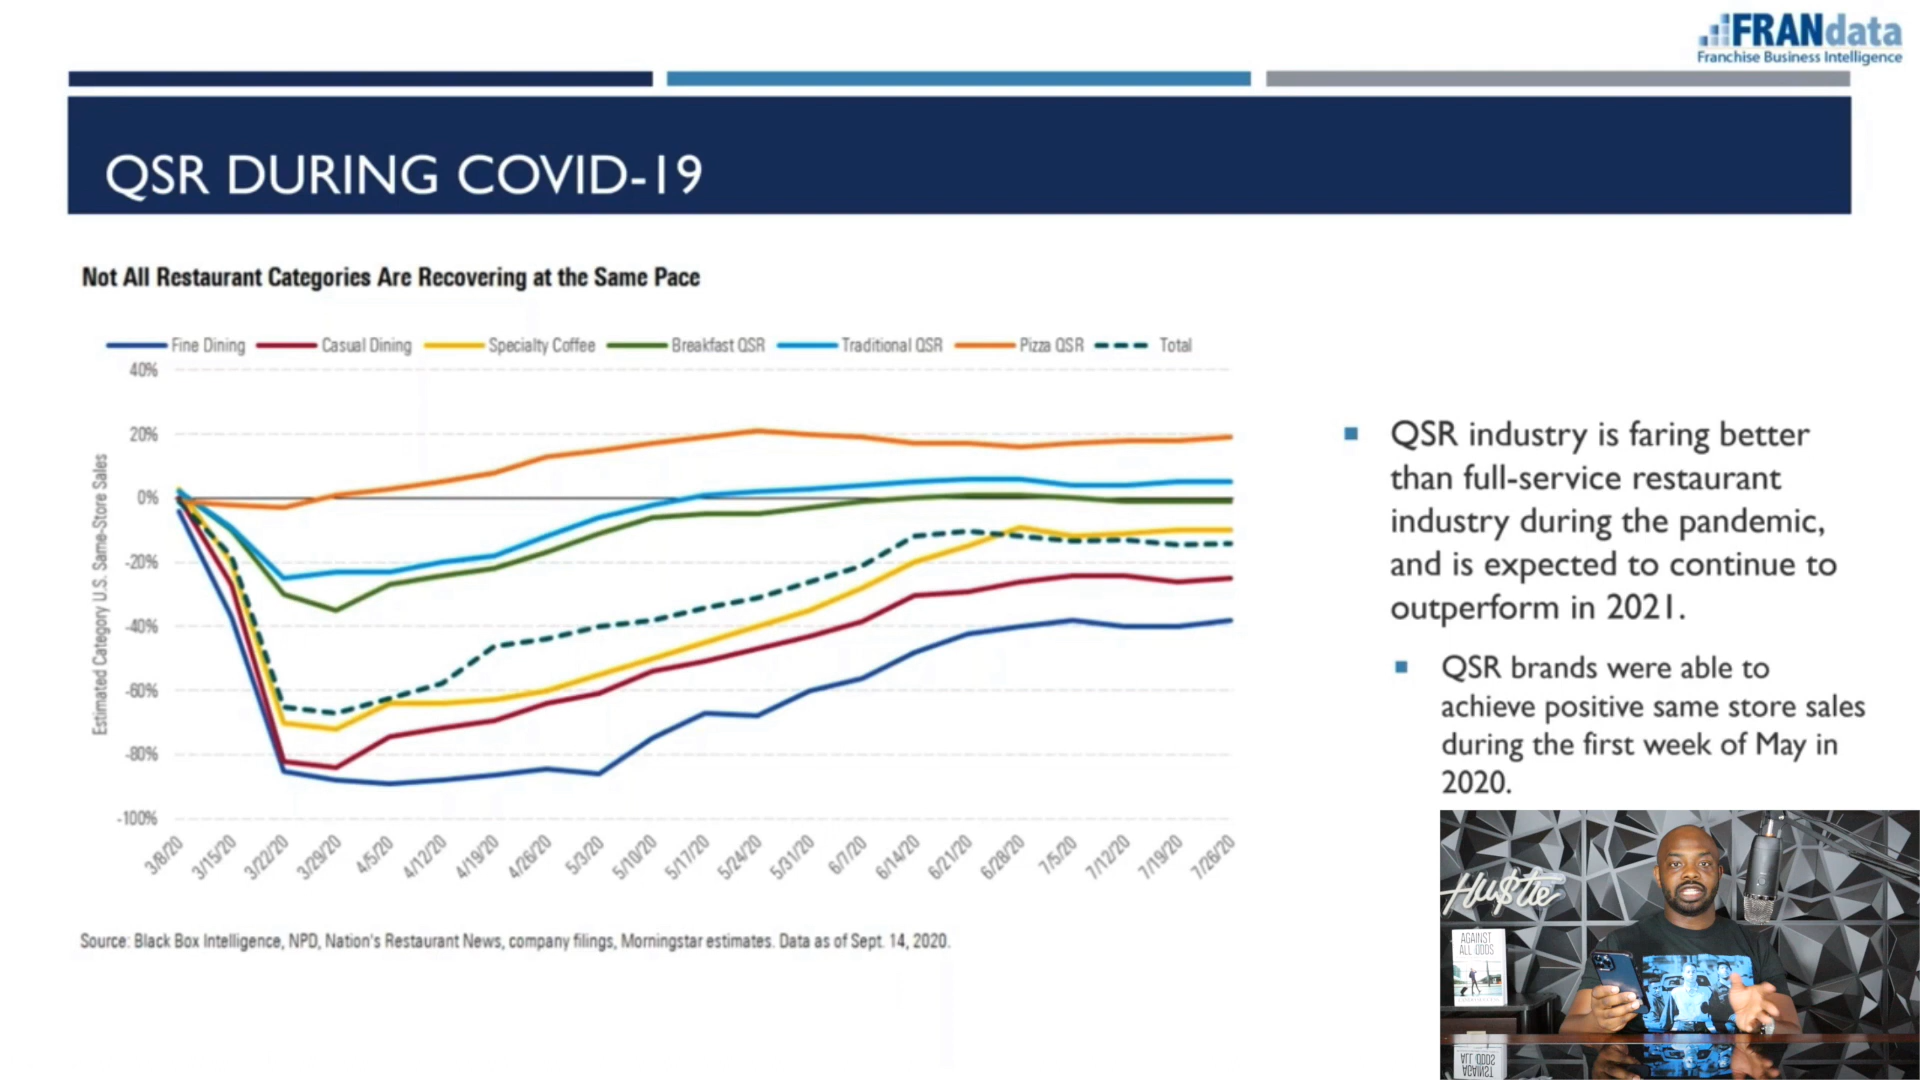 FRANdata
Franchise Business Intelligence
QSR DURING COVID-19
Not All Restaurant Categories Are Recovering at the Same Pace
Fine Dining Casual Dining Specialty Coffee Breakfast QSR Traditional QSR Pizza QSR Total
Estimated Category U.S. Same-Store Sales
40%
20%
0%
-20%
-40%
-60%
-80%
-100%
3/8/20 3/15/20 3/22/20 3/29/20 4/5/20 4/12/20 4/19/20 4/26/20 5/3/20 5/10/20 5/17/20 5/24/20 5/31/20 6/7/20 6/14/20 6/21/20 6/28/20 7/5/20 7/12/20 7/19/20 7/26/20
Source: Black Box Intelligence, NPD, Nation's Restaurant News, company filings, Morningstar estimates. Data as of Sept. 14, 2020.
QSR industry is faring better
than full-service restaurant
industry during the pandemic,
and is expected to continue to
outperform in 2021.
QSR brands were able to
achieve positive same store sales
during the first week of May in
2020.
Hu$tle
AGAINST
ALL ODDS